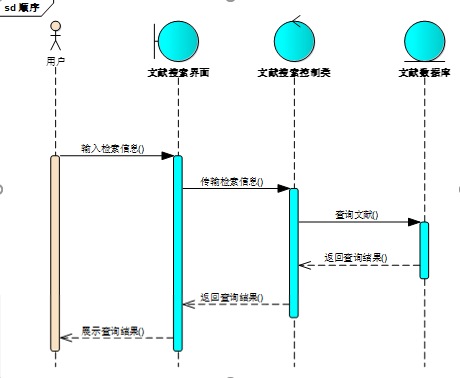 sd 顺序
用户
文献搜索界面
文献搜索控制类
文献数据库
输入检索信息()
传输检索信息()
查询文献()
返回查询结果()
返回查询结果()
展示查询结果()